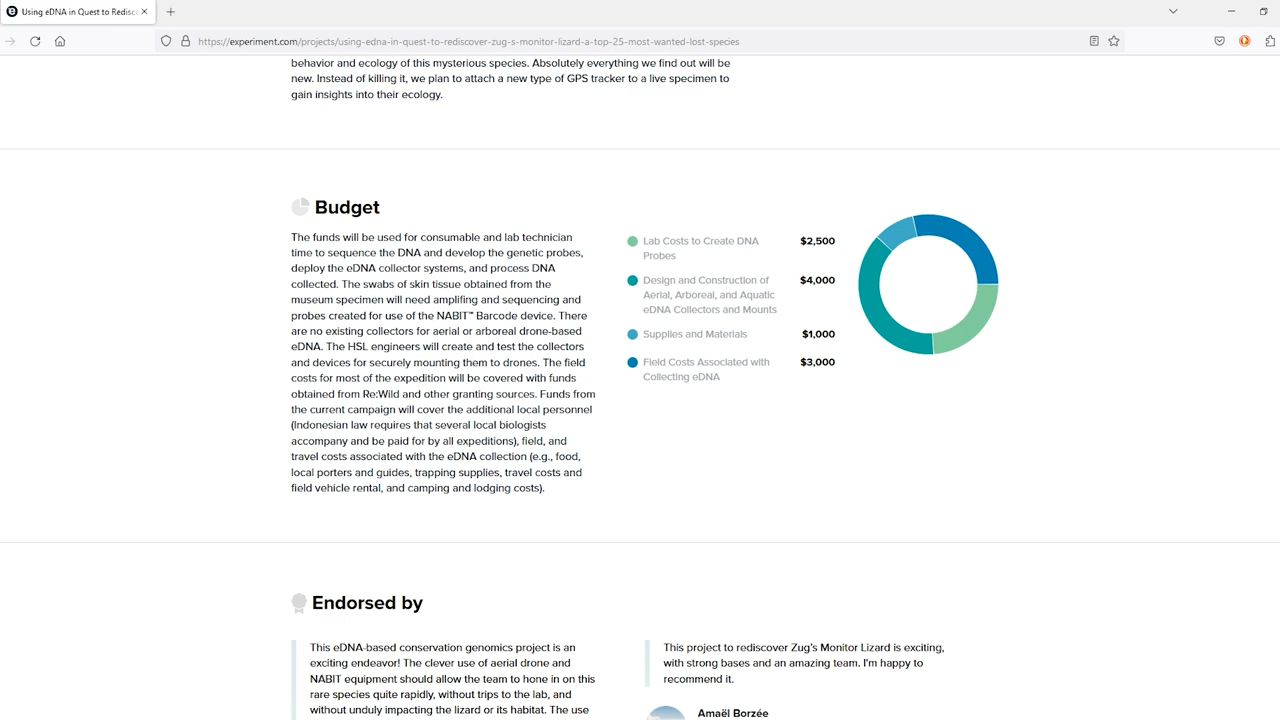 Using eDNA in Quest to Redisco
https://experiment.com/projects/using-edna-in-quest-to-rediscover-zug-s-monitor-lizard-a-top-25-most-wanted-lost-species
behavior and ecology of this mysterious species. Absolutely everything we find out will be
new. Instead of killing it, we plan to attach a new type of GPS tracker to a live specimen to
gain insights into their ecology.
Budget
The funds will be used for consumable and lab technician
time to sequence the DNA and develop the genetic probes,
deploy the eDNA collector systems, and process DNA
collected. The swabs of skin tissue obtained from the
museum specimen will need amplifing and sequencing and
probes created for use of the NABIT™ Barcode device. There
are no existing collectors for aerial or arboreal drone-based
eDNA. The HSL engineers will create and test the collectors
and devices for securely mounting them to drones. The field
costs for most of the expedition will be covered with funds
obtained from Re:Wild and other granting sources. Funds from
the current campaign will cover the additional local personnel
(Indonesian law requires that several local biologists
accompany and be paid for by all expeditions), field, and
travel costs associated with the eDNA collection (e.g., food,
local porters and guides, trapping supplies, travel costs and
field vehicle rental, and camping and lodging costs).
Lab Costs to Create DNA $2,500
Probes
Design and Construction of $4,000
Aerial, Arboreal, and Aquatic
eDNA Collectors and Mounts
Supplies and Materials $1,000
Field Costs Associated with $3,000
Collecting eDNA
Endorsed by
This eDNA-based conservation genomics project is an
exciting endeavor! The clever use of aerial drone and
NABIT equipment should allow the team to hone in on this
rare species quite rapidly, without trips to the lab, and
without unduly impacting the lizard or its habitat. The use
This project to rediscover Zug's Monitor Lizard is exciting,
with strong bases and an amazing team. I'm happy to
recommend it.
Amaël Borzée